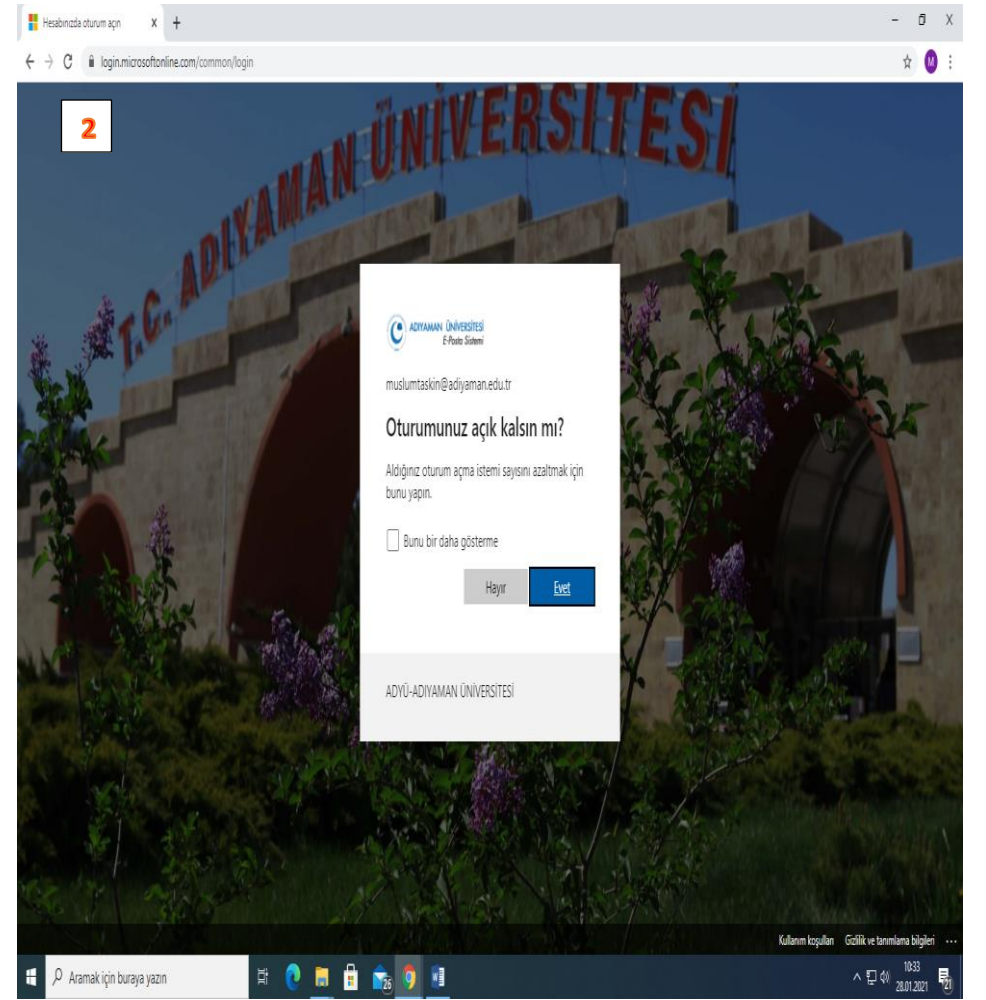 Hesabınızda oturum açın
login.microsoftonline.com/common/login
M
2
T.C. ADIYAMAN ÜNİVERSİTESİ
ADIYAMAN ÜNİVERSİTESİ
E-Posta Sistemi
muslumtaskin@adiyaman.edu.tr
Oturumunuz açık kalsın mı?
Aldığınız oturum açma istemi sayısını azaltmak için
bunu yapın.
Bunu bir daha gösterme
Hayır Evet
ADYÜ-ADIYAMAN ÜNİVERSİTESİ
Kullanım koşulları Gizlilik ve tanımlama bilgileri ...
Aramak için buraya yazın
26
10:33
28.01.2021
21